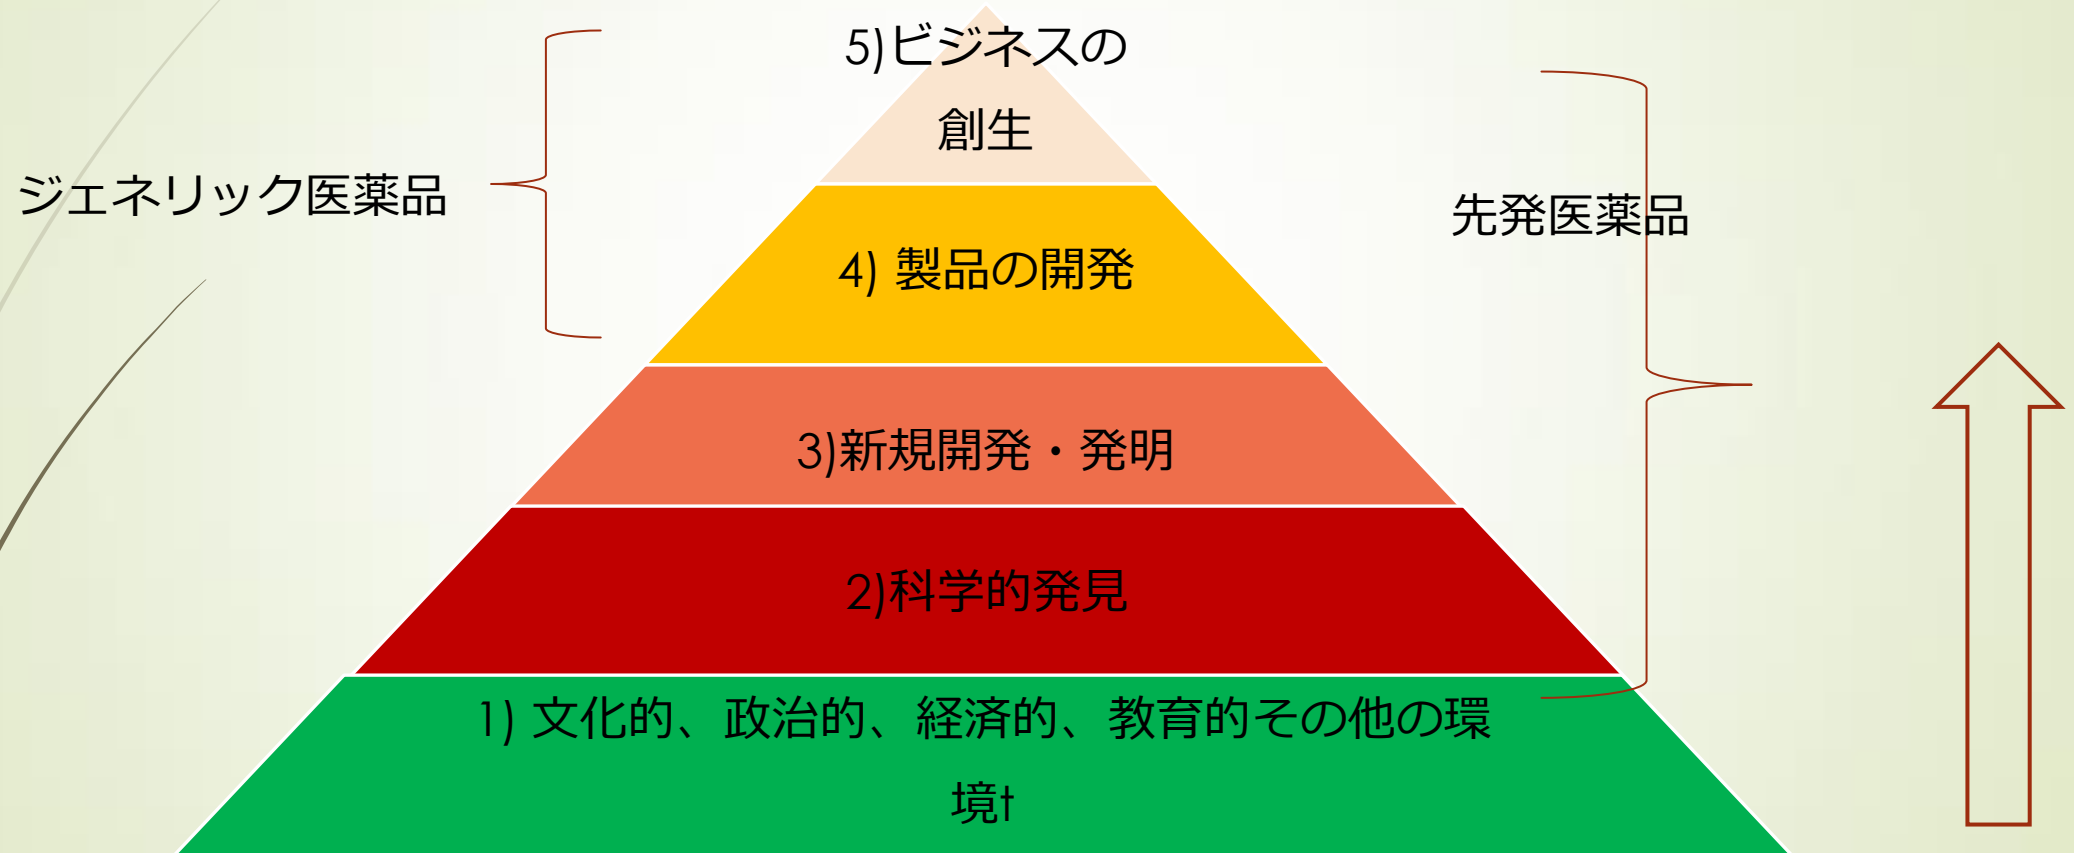 5)ビジネスの
創生
ジェネリック医薬品
先発医薬品
4) 製品の開発
3)新規開発・発明
2)科学的発見
1) 文化的、政治的、経済的、教育的その他の環
境t